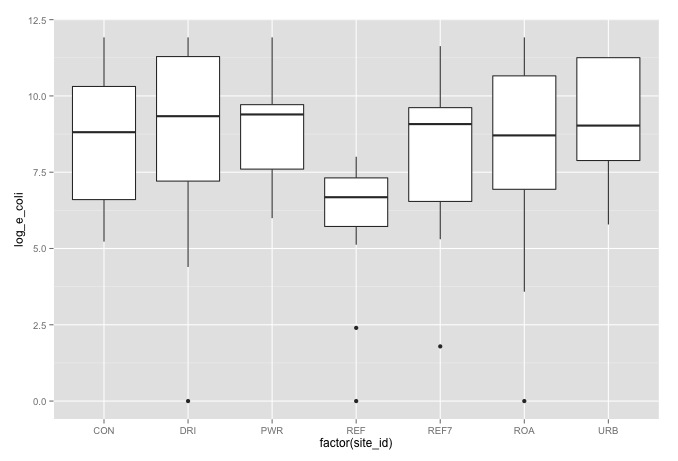 12.5
10.0
7.5
5.0
2.5
0.0
log_e_coli
CON DRI PWR REF REF7 ROA URB
factor(site_id)